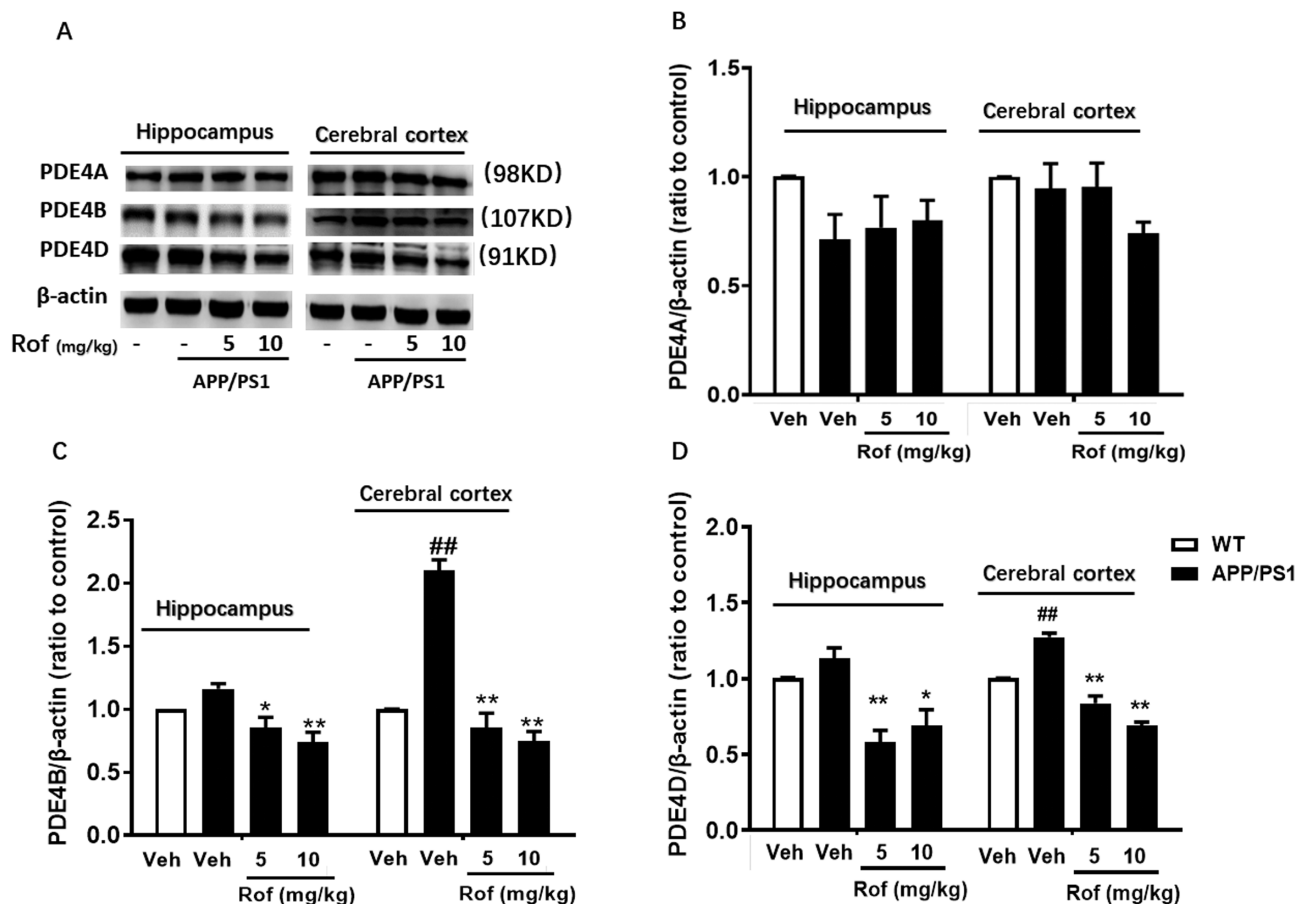 A
Hippocampus
Cerebral cortex
PDE4A
(98KD)
PDE4B
(107KD)
PDE4D
(91KD)
β-actin
Rof (mg/kg)
- - 5 10
- - 5 10
APP/PS1
APP/PS1
B
PDE4A/β-actin (ratio to control)
1.5
1.0
0.5
0.0
Hippocampus
Cerebral cortex
Veh Veh 5 10
Veh Veh 5 10
Rof (mg/kg)
Rof (mg/kg)
C
PDE4B/β-actin (ratio to control)
2.5
2.0
1.5
1.0
0.5
0.0
Hippocampus
Cerebral cortex
* **
## ** **
Veh Veh 5 10
Veh Veh 5 10
Rof (mg/kg)
Rof (mg/kg)
D
PDE4D/β-actin (ratio to control)
2.0
1.5
1.0
0.5
0.0
Hippocampus
Cerebral cortex
** *
## ** **
Veh Veh 5 10
Veh Veh 5 10
Rof (mg/kg)
Rof (mg/kg)
WT
APP/PS1